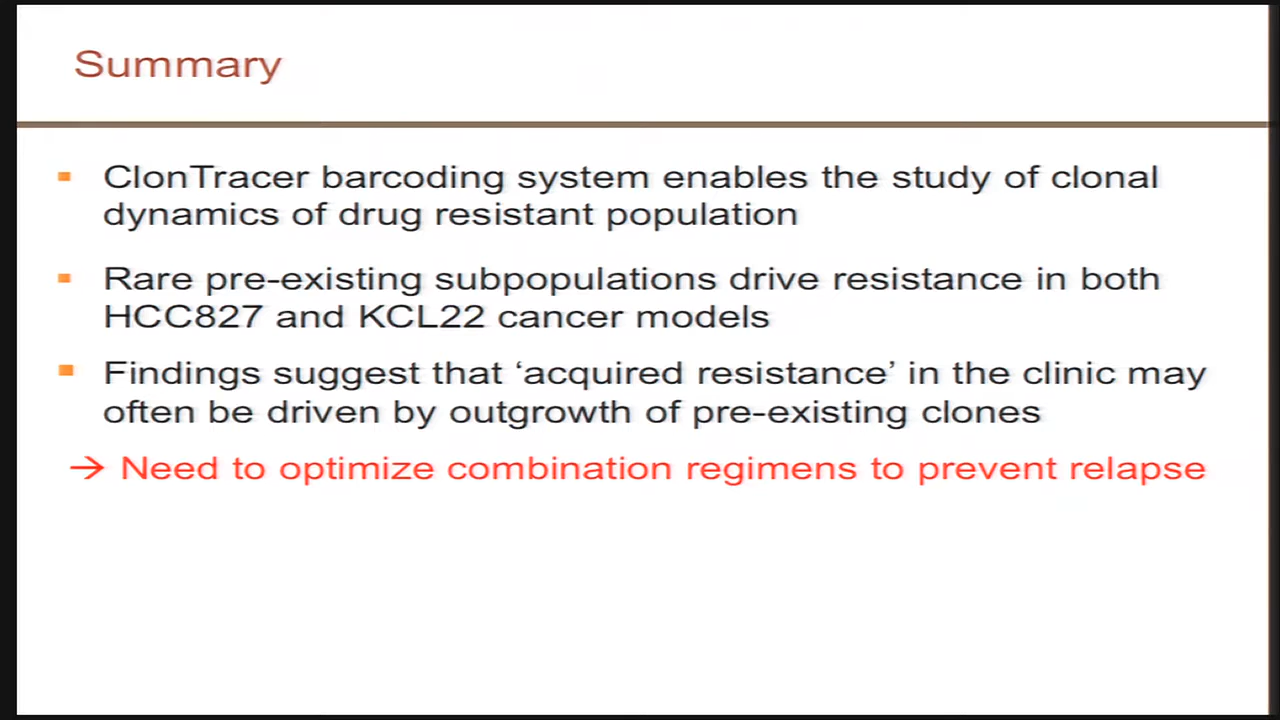 Summary
▪ ClonTracer barcoding system enables the study of clonal
dynamics of drug resistant population
▪ Rare pre-existing subpopulations drive resistance in both
HCC827 and KCL22 cancer models
▪ Findings suggest that ‘acquired resistance’ in the clinic may
often be driven by outgrowth of pre-existing clones
→ Need to optimize combination regimens to prevent relapse